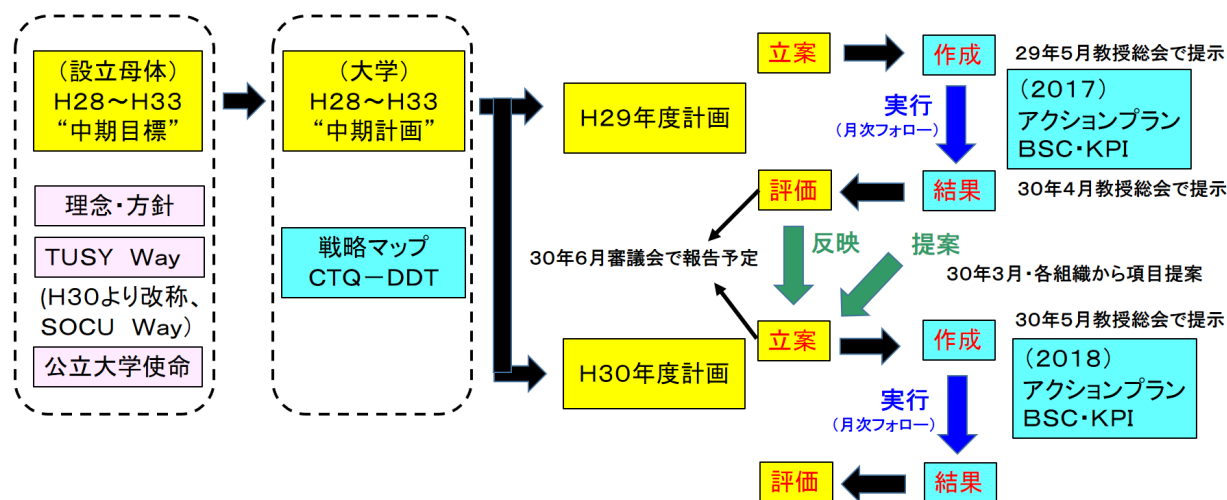 (設立母体)
H28~H33
“中期目標”
理念・方針
TUSY Way
(H30より改称、
SOCU Way)
公立大学使命
(大学)
H28~H33
“中期計画”
戦略マップ
CTQ-DDT
H29年度計画
立案
作成
29年5月教授総会で提示
実行
(月次フォロー)
(2017)
アクションプラン
BSC・KPI
評価
結果
30年4月教授総会で提示
反映
提案
30年6月審議会で報告予定
30年3月・各組織から項目提案
H30年度計画
立案
作成
30年5月教授総会で提示
実行
(月次フォロー)
(2018)
アクションプラン
BSC・KPI
評価
結果